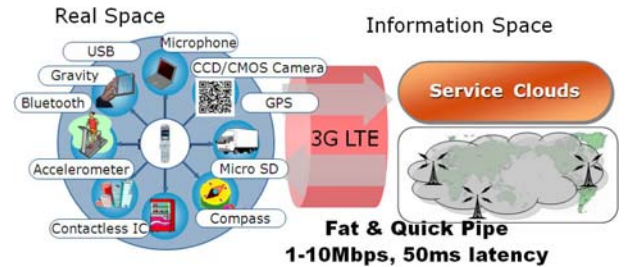 Real Space
Information Space
USB
Microphone
Gravity
CCD/CMOS Camera
Bluetooth
GPS
Accelerometer
Micro SD
Contactless IC
Compass
3G LTE
Service Clouds
Fat & Quick Pipe
1-10Mbps, 50ms latency